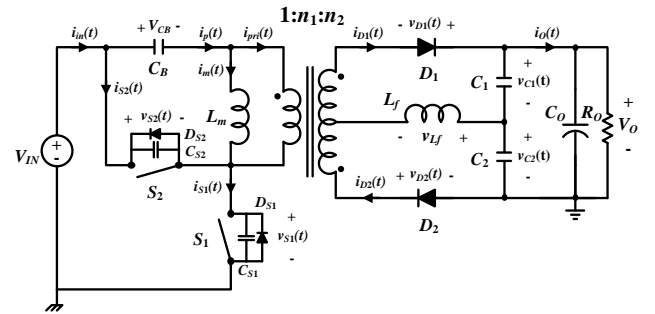 1:n1:n2
iin(t)
+ VCB -
ip(t)
ipri(t)
CB
im(t)
iS2(t)
+ vS2(t) -
DS2
CS2
S2
Lm
VIN
+
-
iS1(t)
S1
DS1
CS1
+
vS1(t)
-
iD1(t)
- vD1(t) +
D1
iO(t)
Lf
- vLf +
C1
+
vC1(t)
-
C2
+
vC2(t)
-
iD2(t)
+ vD2(t) -
D2
CO
RO
+
VO
-